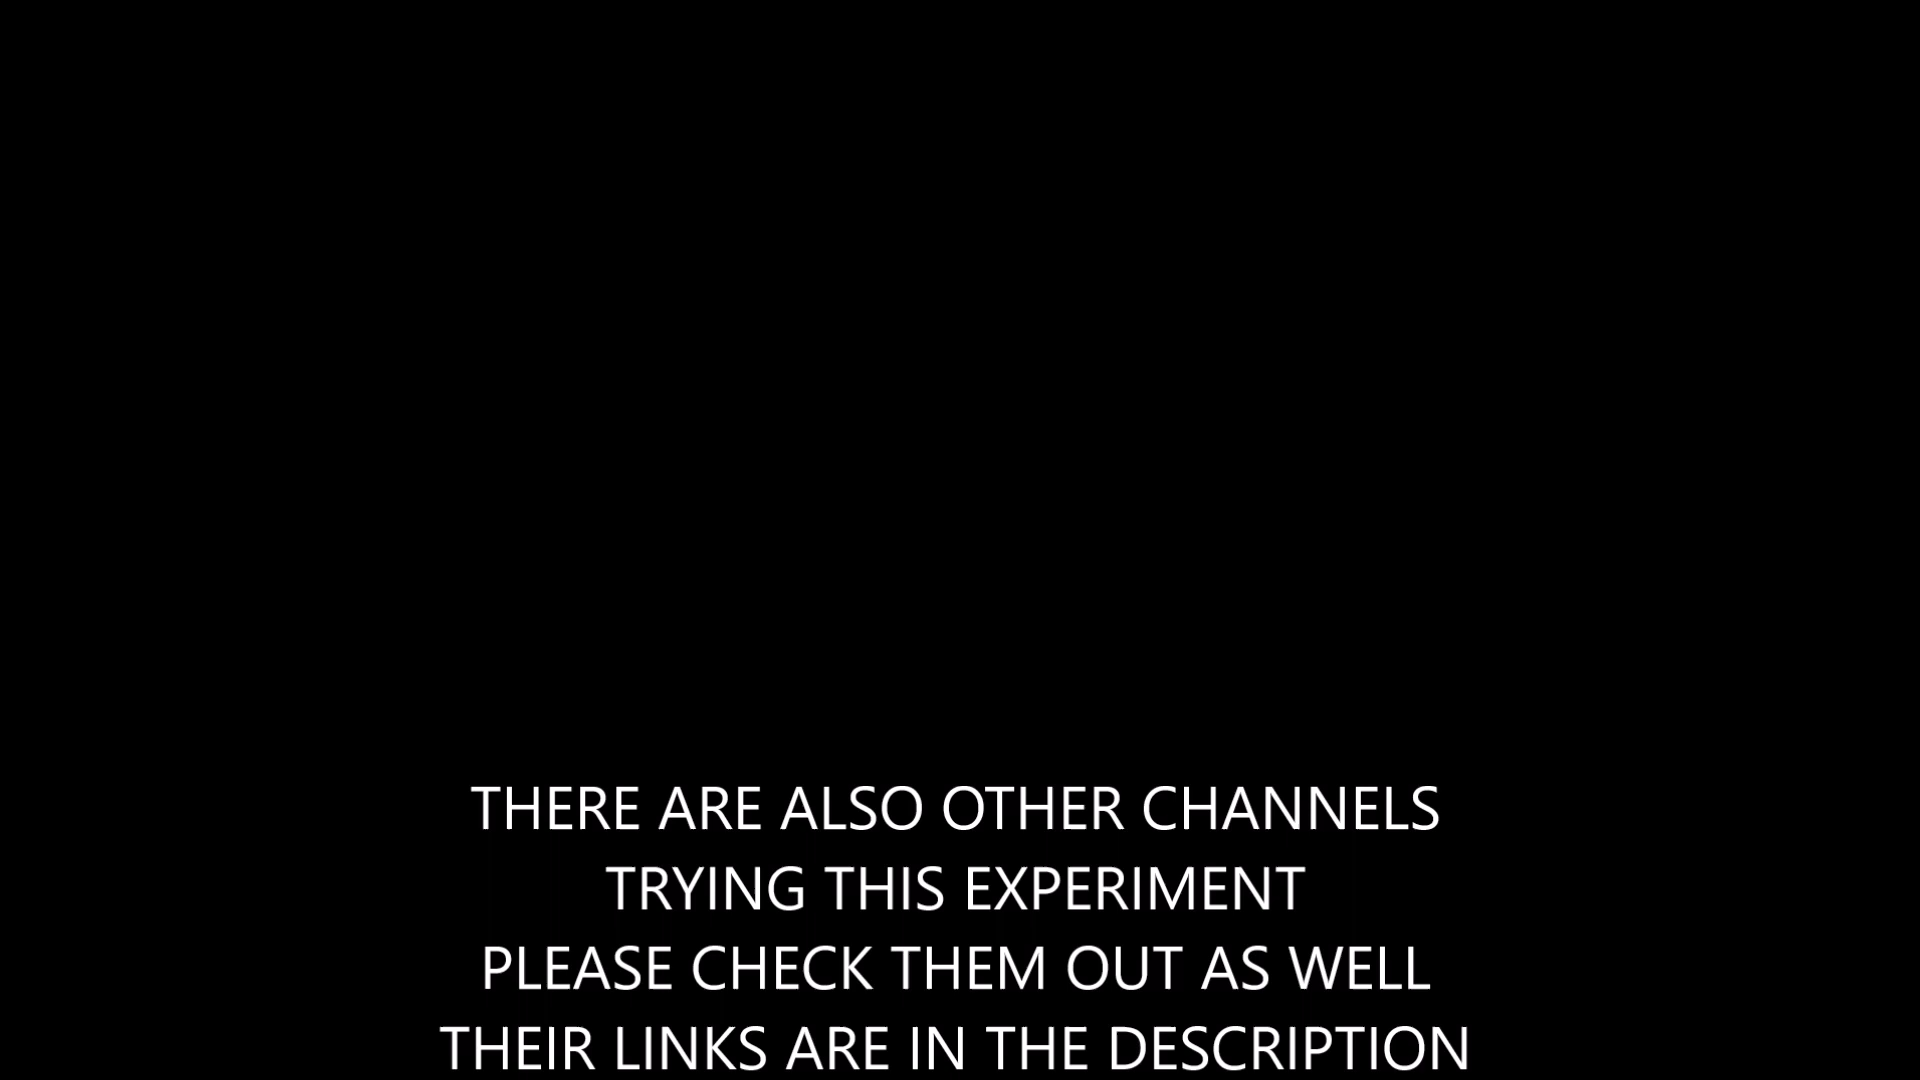 THERE ARE ALSO OTHER CHANNELS
TRYING THIS EXPERIMENT
PLEASE CHECK THEM OUT AS WELL
THEIR LINKS ARE IN THE DESCRIPTION